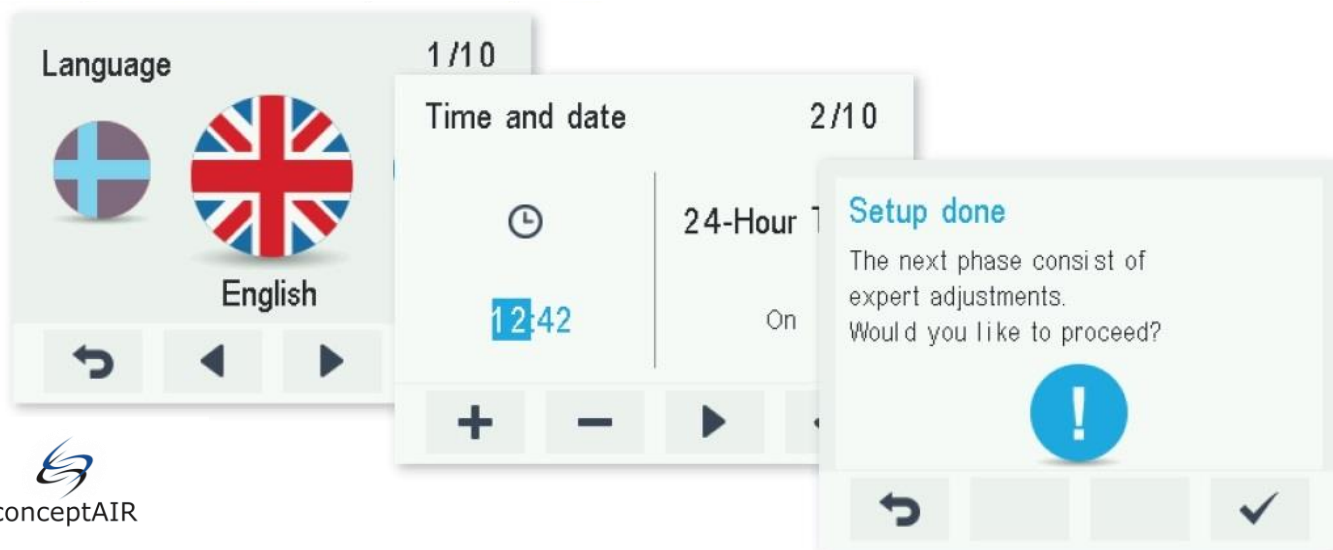 Language 1/10
English
Time and date 2/10
24-Hour
12:42
On
Setup done
The next phase consist of
expert adjustments.
Would you like to proceed?
!
conceptAIR